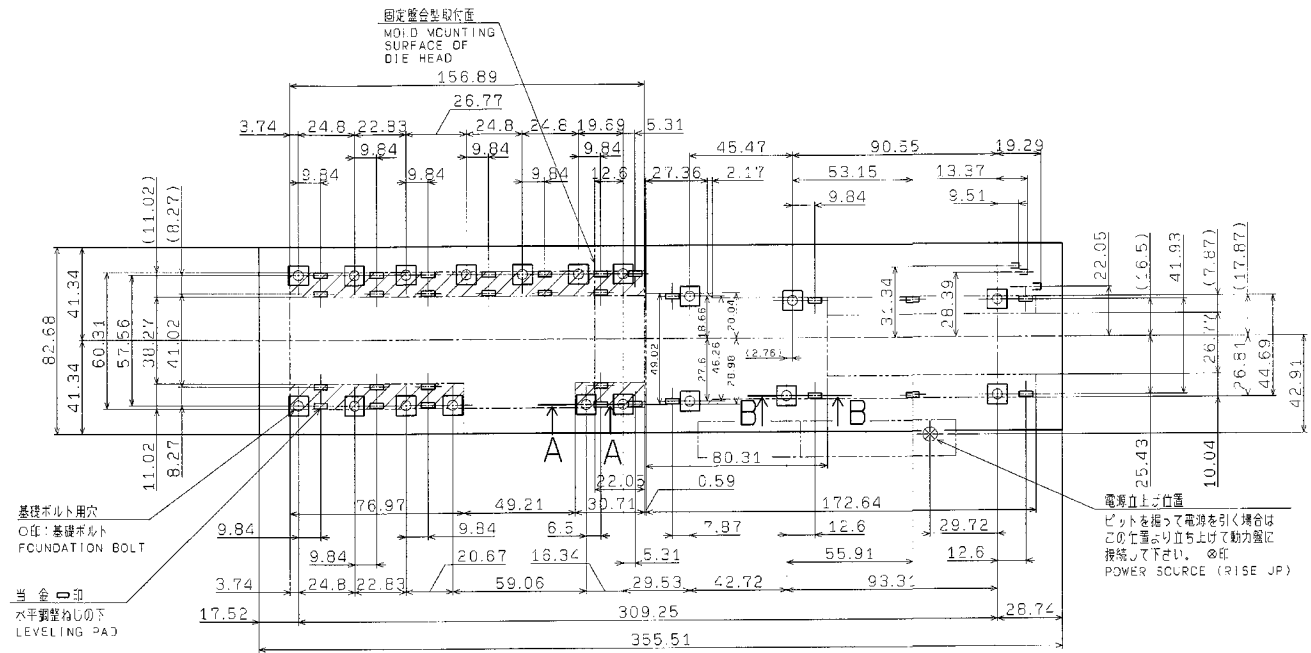 固定盤金型取付面
MOLD MOUNTING
SURFACE OF
DIE HEAD
156.89
26.77
3.74 24.8 22.83 24.8 24.8 19.69 5.31
45.47 90.55 19.29
9.84 9.84 9.84 53.15 13.37
9.84 9.84 9.84 12.6 27.36 2.17
9.84 9.51
(11.02)
(8.27)
82.68
41.34
41.34
60.31
57.56
38.27
41.02
11.02
8.27
49.02
18.66
27.6
46.26
20.04
28.98
(2.76)
31.34
28.39
22.05
(16.5)
41.93
(7.87)
(17.87)
26.77
26.81
44.69
42.91
25.43
10.04
A A
B B
80.31
22.05 0.59
76.97 49.21 30.71 172.64
9.84 9.84 6.5 7.87 12.6 29.72
9.84 20.67 16.34 5.31 55.91 12.6
3.74 24.8 22.83 59.06 29.53 42.72 93.31
17.52 309.25 28.74
355.51
基礎ボルト用穴
○印:基礎ボルト
FOUNDATION BOLT
当 金 印
水平調整ねじの下
LEVELING PAD
電源立上げ位置
ピットを掘って電源を引く場合は
この位置より立ち上げて動力盤に
接続して下さい。 ⊗印
POWER SOURCE (RISE UP)